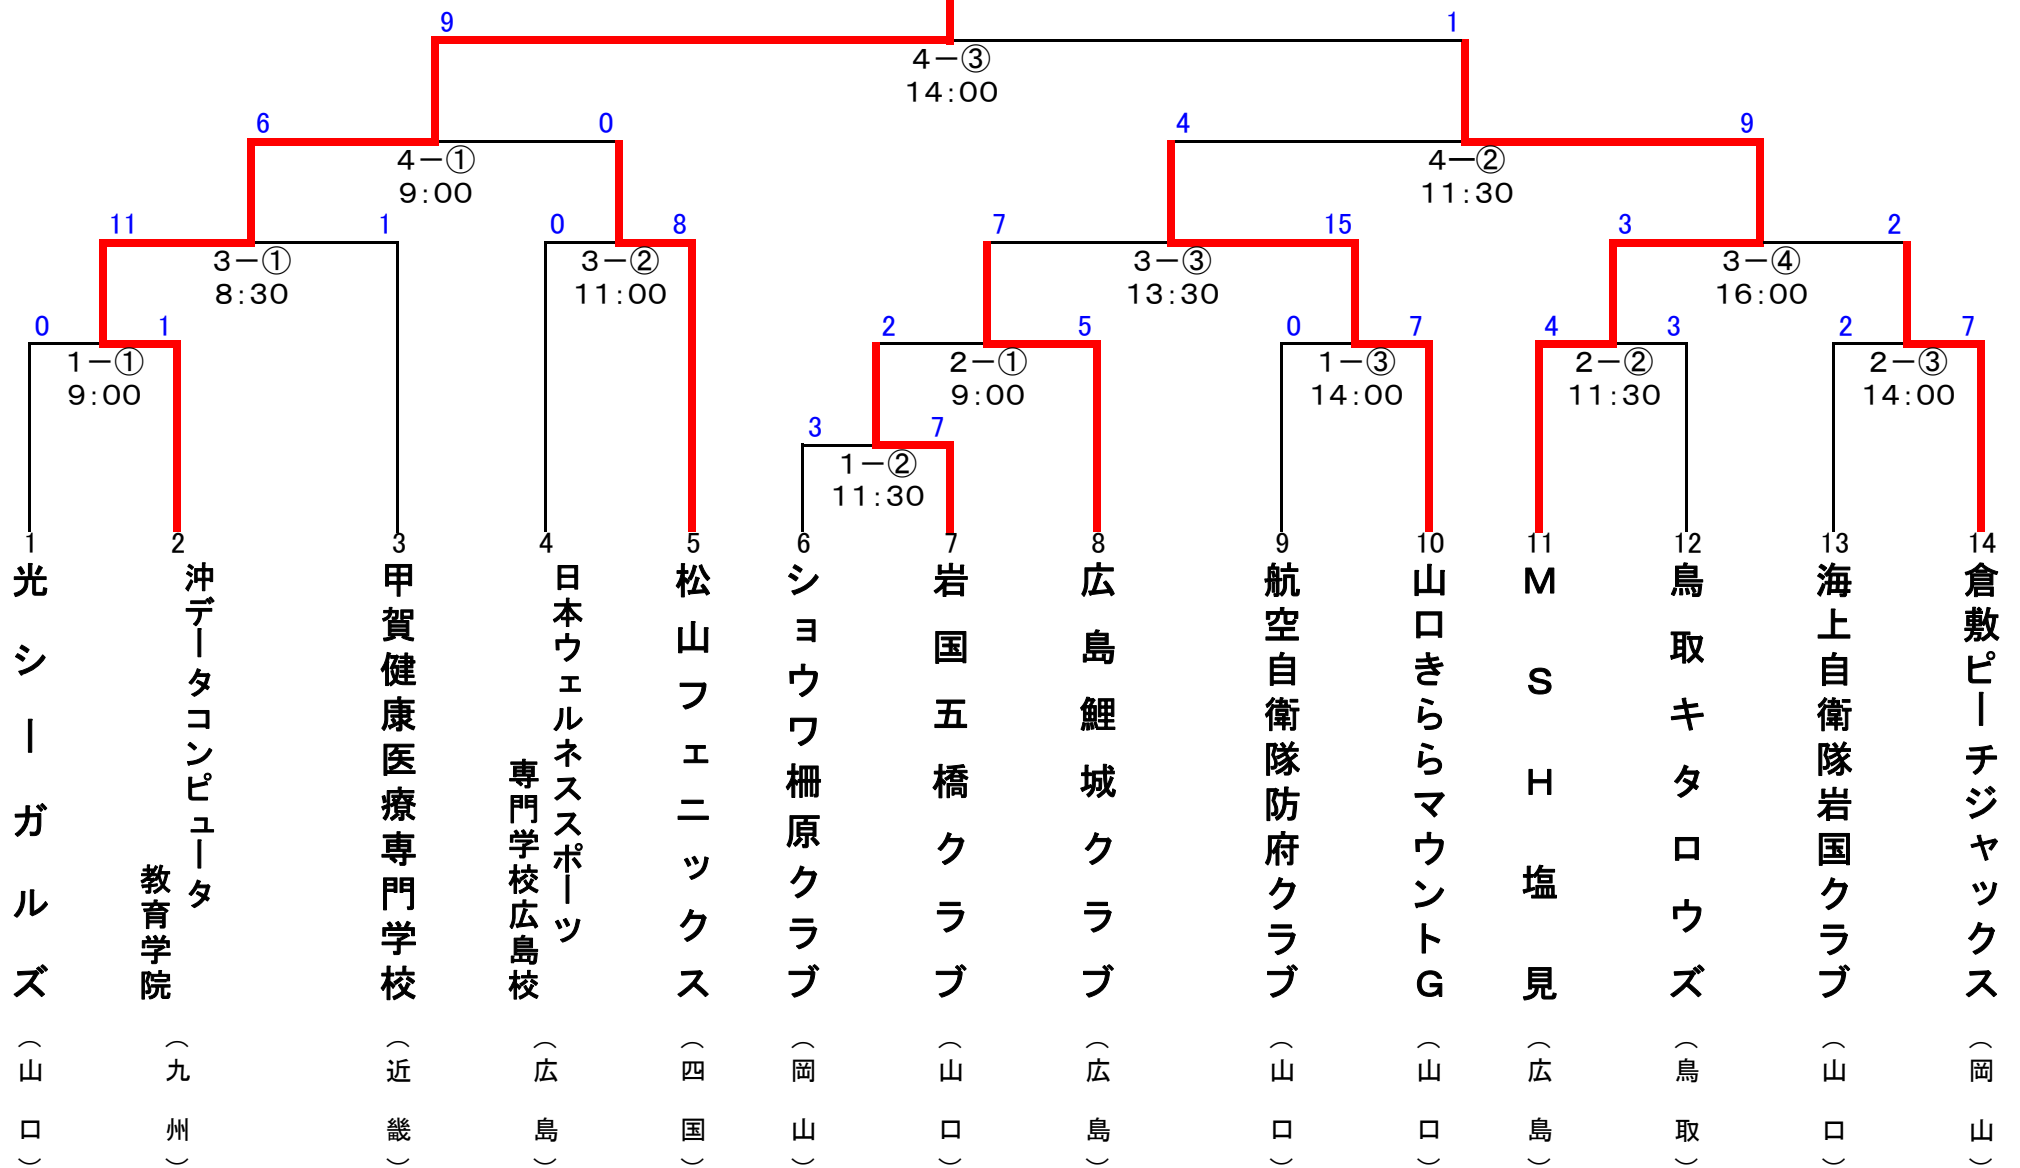 9 1
4－③
14:00
6 0 4 9
4－① 4－②
9:00 11:30
11 1 0 8 7 15 3 2
3－① 3－② 3－③ 3－④
8:30 11:00 13:30 16:00
0 1 2 5 0 7 4 3 2 7
1－① 2－① 1－③ 2－② 2－③
9:00 9:00 14:00 11:30 14:00
3 7
1－②
11:30
1 2 3 4 5 6 7 8 9 10 11 12 13 14
光シーガルズ
沖データコンピュータ
教育学院
甲賀健康医療専門学校
日本ウェルネススポーツ
専門学校広島校
松山フェニックス
ショウワ柵原クラブ
岩国五橋クラブ
広島鯉城クラブ
航空自衛隊防府クラブ
山口きららマウントG
MSH塩見
鳥取キタロウズ
海上自衛隊岩国クラブ
倉敷ピーチジャックス
（山口）
（九州）
（近畿）
（広島）
（四国）
（岡山）
（山口）
（広島）
（山口）
（山口）
（広島）
（鳥取）
（山口）
（岡山）